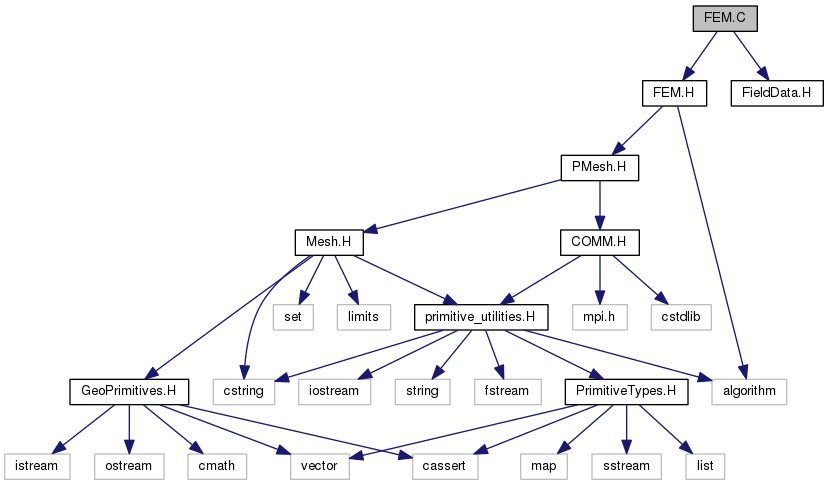 FEM.C
FEM.H
FieldData.H
PMesh.H
Mesh.H
COMM.H
set
limits
primitive_utilities.H
mpi.h
cstdlib
GeoPrimitives.H
cstring
iostream
string
fstream
PrimitiveTypes.H
algorithm
istream
ostream
cmath
vector
cassert
map
sstream
list